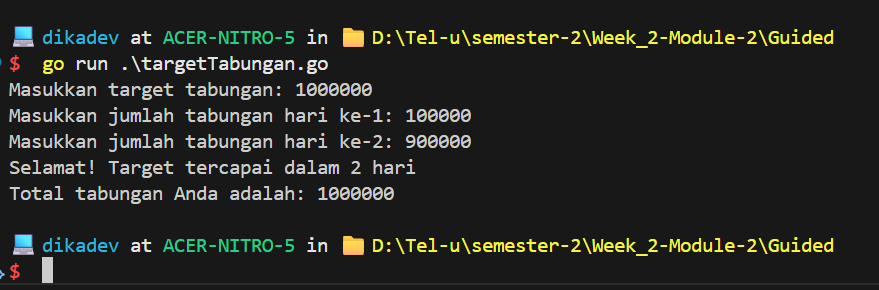 dikadev at ACER-NITRO-5 in D:\Tel-u\semester-2\Week_2-Module-2\Guided
$ go run .\targetTabungan.go
Masukkan target tabungan: 1000000
Masukkan jumlah tabungan hari ke-1: 100000
Masukkan jumlah tabungan hari ke-2: 900000
Selamat! Target tercapai dalam 2 hari
Total tabungan Anda adalah: 1000000
dikadev at ACER-NITRO-5 in D:\Tel-u\semester-2\Week_2-Module-2\Guided
$